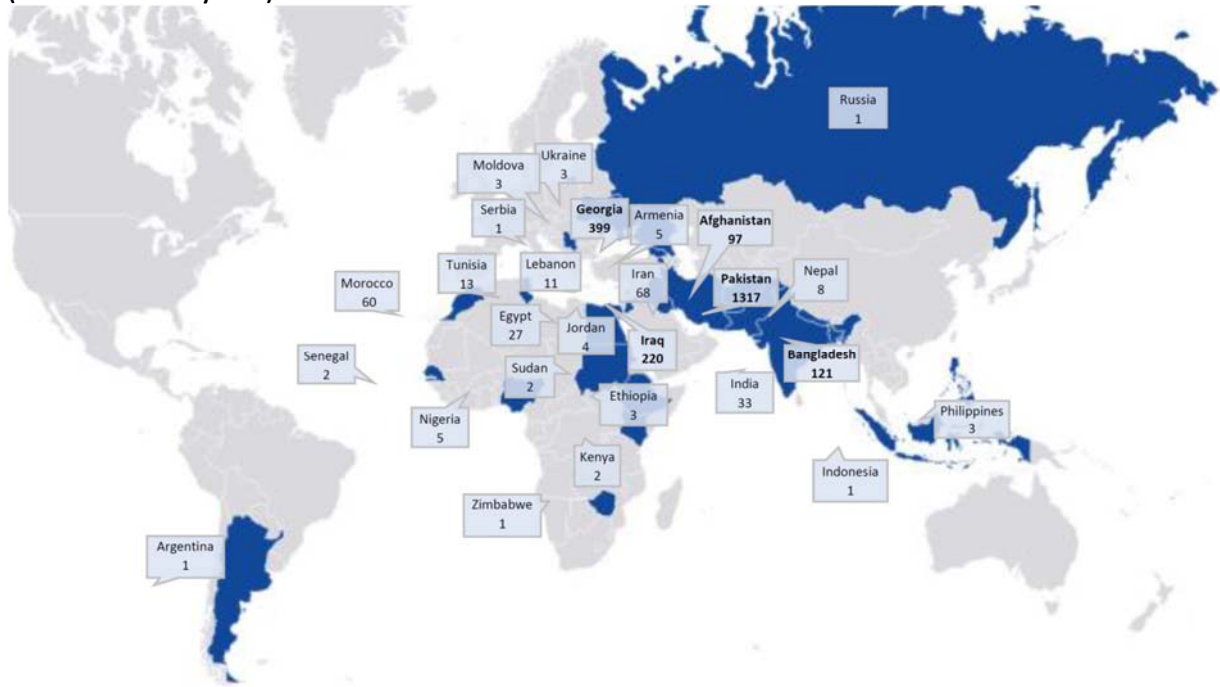 Russia
1
Ukraine
3
Moldova
3
Serbia
1
Georgia
399
Armenia
5
Afghanistan
97
Tunisia
13
Lebanon
11
Iran
68
Pakistan
1317
Nepal
8
Morocco
60
Egypt
27
Jordan
4
Iraq
220
Bangladesh
121
Senegal
2
Sudan
2
Ethiopia
3
India
33
Nigeria
5
Philippines
3
Kenya
2
Indonesia
1
Zimbabwe
1
Argentina
1